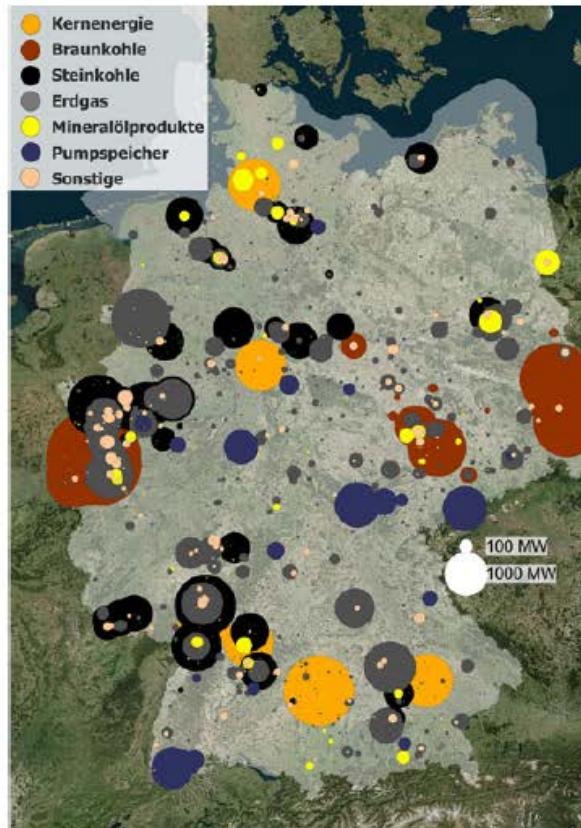 Kernenergie
Braunkohle
Steinkohle
Erdgas
Mineralölprodukte
Pumpspeicher
Sonstige
100 MW
1000 MW